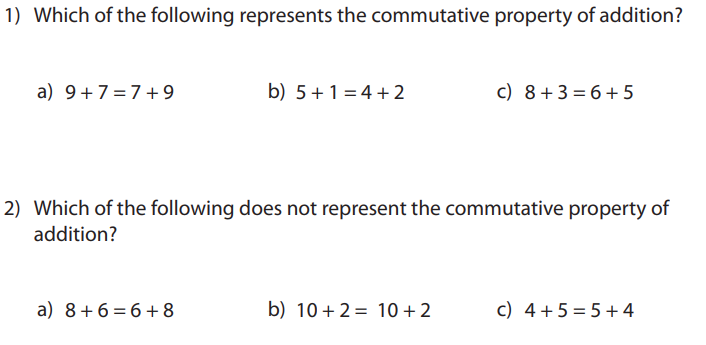 1) Which of the following represents the commutative property of addition?
a) 9 + 7 = 7 + 9 b) 5 + 1 = 4 + 2 c) 8 + 3 = 6 + 5
2) Which of the following does not represent the commutative property of
addition?
a) 8 + 6 = 6 + 8 b) 10 + 2 = 10 + 2 c) 4 + 5 = 5 + 4